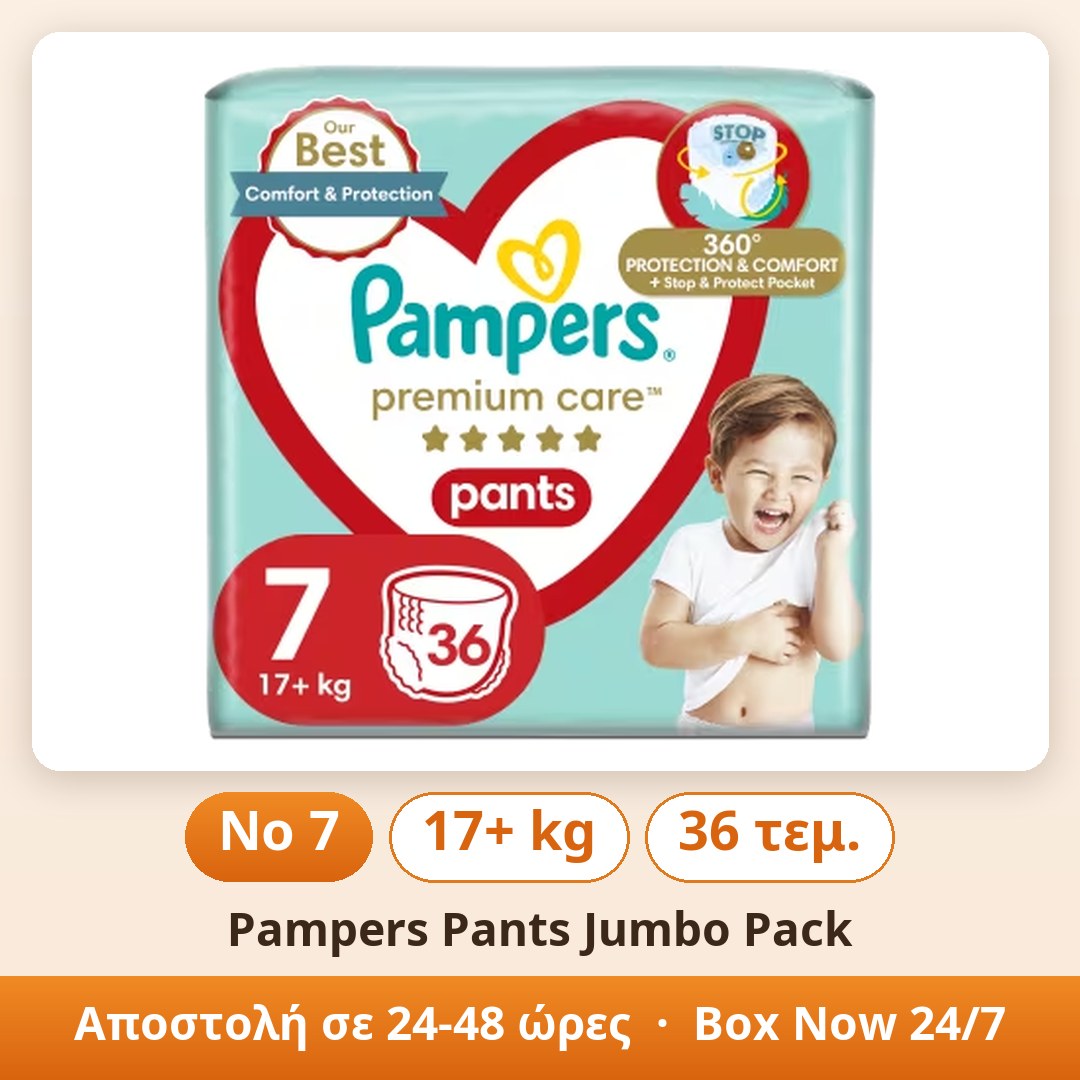 Our
Best
Comfort & Protection
STOP
360°
PROTECTION & COMFORT
+ Stop & Protect Pocket
Pampers®
premium care™
pants
7
36
17+ kg
No 7
17+ kg
36 τεμ.
Pampers Pants Jumbo Pack
Αποστολή σε 24-48 ώρες · Box Now 24/7